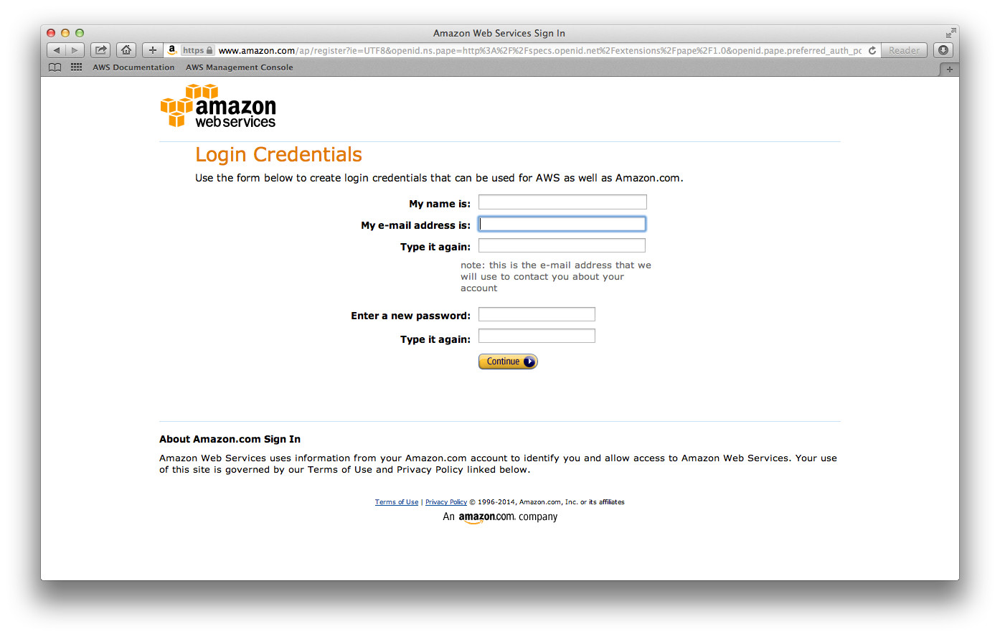 Amazon Web Services Sign In
a https www.amazon.com/ap/register?ie=UTF8&openid.ns.pape=http%3A%2F%2Fspecs.openid.net%2Fextensions%2Fpape%2F1.0&openid.pape.preferred_auth_pc Reader
AWS Documentation AWS Management Console
amazon
web services
Login Credentials
Use the form below to create login credentials that can be used for AWS as well as Amazon.com.
My name is:
My e-mail address is:
Type it again:
note: this is the e-mail address that we
will use to contact you about your
account
Enter a new password:
Type it again:
Continue
About Amazon.com Sign In
Amazon Web Services uses information from your Amazon.com account to identify you and allow access to Amazon Web Services. Your use
of this site is governed by our Terms of Use and Privacy Policy linked below.
Terms of Use | Privacy Policy © 1996-2014, Amazon.com, Inc. or its affiliates
An amazon.com. company